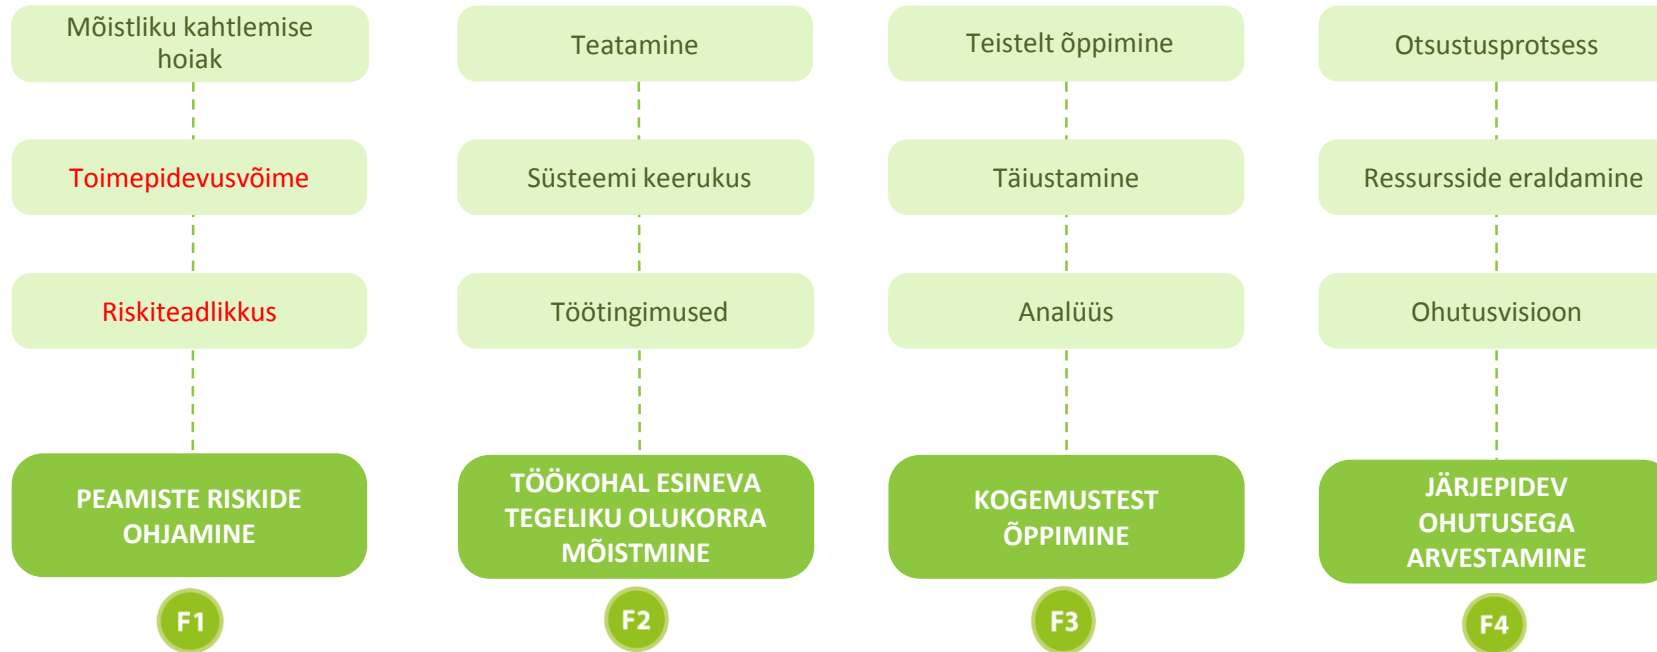 Mõistliku kahtlemise
hoiak
Teatamine
Teistelt õppimine
Otsustusprotsess
Toimepidevusvõime
Süsteemi keerukus
Täiustamine
Ressursside eraldamine
Riskiteadlikkus
Töötingimused
Analüüs
Ohutusvisioon
PEAMISTE RISKIDE
OHJAMINE
TÖÖKOHAL ESINEVA
TEGELIKU OLUKORRA
MÕISTMINE
KOGEMUSTEST
ÕPPIMINE
JÄRJEPIDEV
OHUTUSEGA
ARVESTAMINE
F1
F2
F3
F4